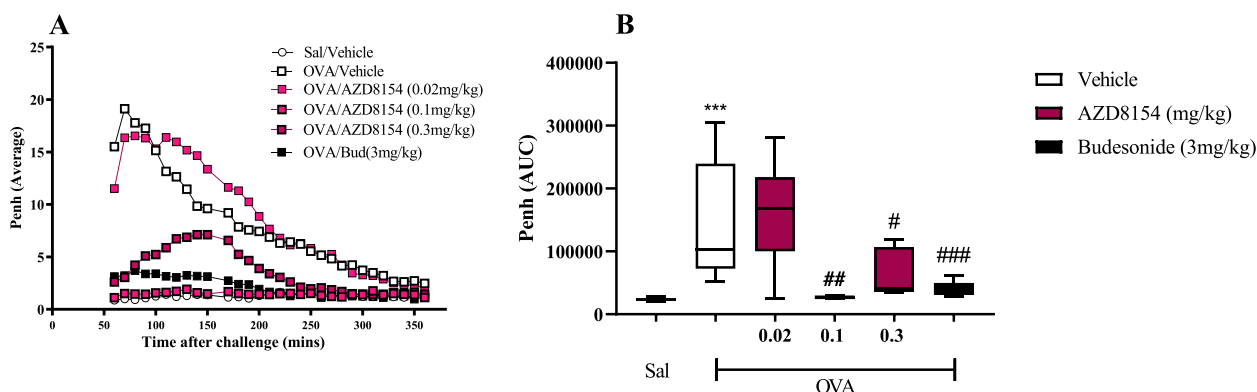 A
Penh (Average)
25
20
15
10
5
0
0
50
100
150
200
250
300
350
Time after challenge (mins)
Sal/Vehicle
OVA/Vehicle
OVA/AZD8154 (0.02mg/kg)
OVA/AZD8154 (0.1mg/kg)
OVA/AZD8154 (0.3mg/kg)
OVA/Bud(3mg/kg)
B
Penh (AUC)
400000
300000
200000
100000
0
***
##
#
###
0.02
0.1
0.3
Sal
OVA
Vehicle
AZD8154 (mg/kg)
Budesonide (3mg/kg)